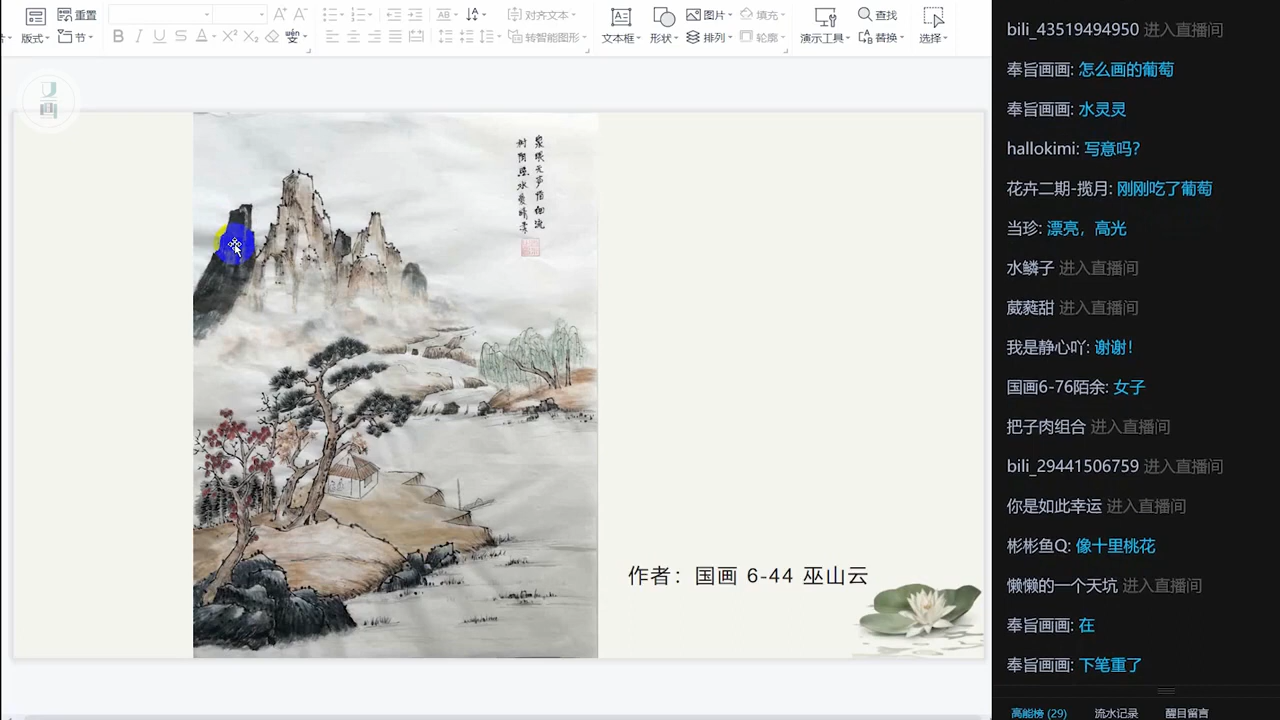 重置
版式
节
B I U S A X² X₂
对齐文本
转智能图形
文本框
形状
图片
排列
填充
轮廓
演示工具
查找
替换
选择
作者：国画 6-44 巫山云
bili_43519494950 进入直播间
奉旨画画: 怎么画的葡萄
奉旨画画: 水灵灵
hallokimi: 写意吗?
花卉二期-揽月: 刚刚吃了葡萄
当珍: 漂亮，高光
水鳞子 进入直播间
葳蕤甜 进入直播间
我是静心吖: 谢谢!
国画6-76陌余: 女子
把子肉组合 进入直播间
bili_29441506759 进入直播间
你是如此幸运 进入直播间
彬彬鱼Q: 像十里桃花
懒懒的一个天坑 进入直播间
奉旨画画: 在
奉旨画画: 下笔重了
高能榜 (29) 流水记录 醒目留言